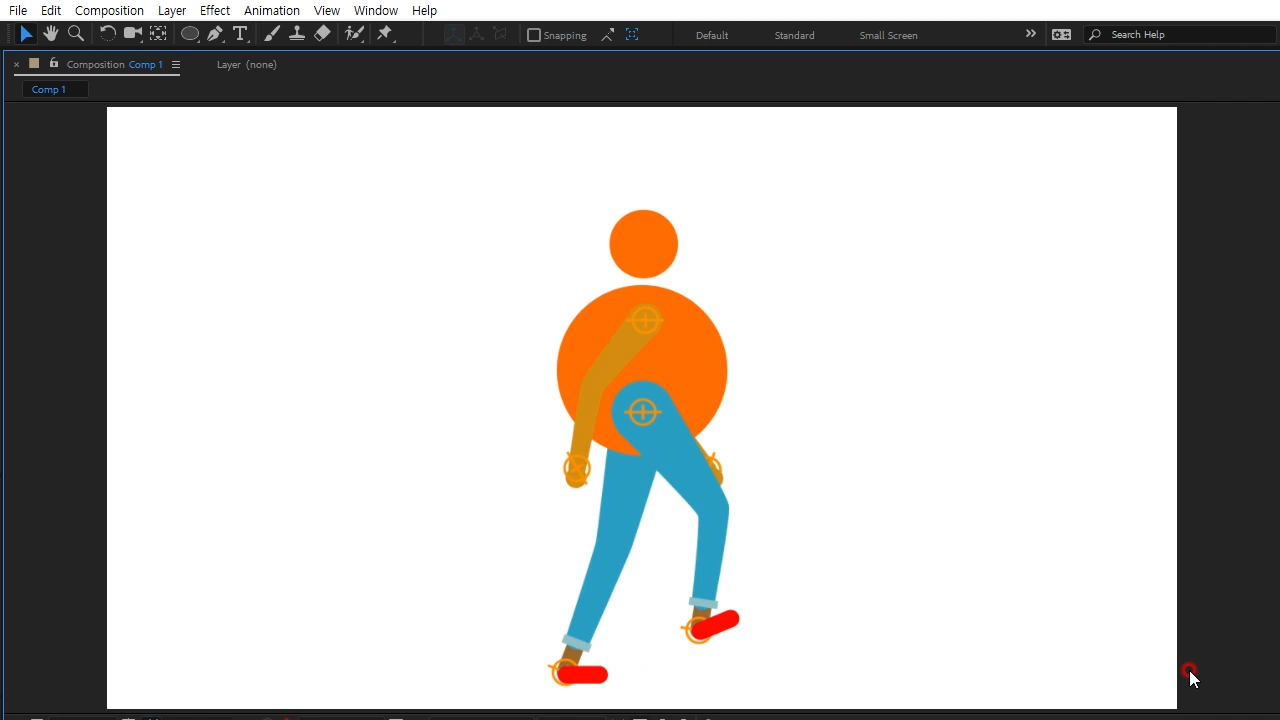 File Edit Composition Layer Effect Animation View Window Help
Snapping Default Standard Small Screen Search Help
Composition Comp 1 Layer (none)
Comp 1